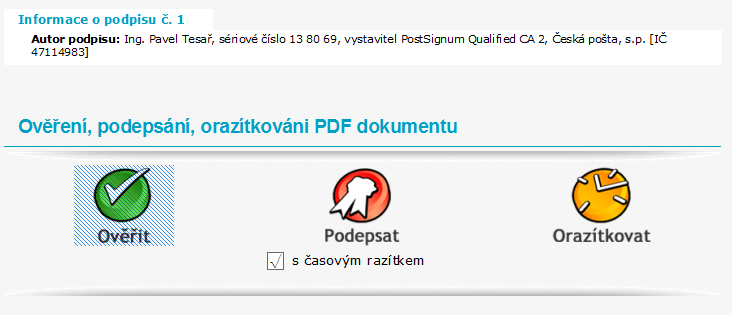 Informace o podpisu č. 1
Autor podpisu: Ing. Pavel Tesař, sériové číslo 13 80 69, vystavitel PostSignum Qualified CA 2, Česká pošta, s.p. [IČ
47114983]
Ověření, podepsání, orazítkováni PDF dokumentu
Ověřit Podepsat Orazítkovat
s časovým razítkem